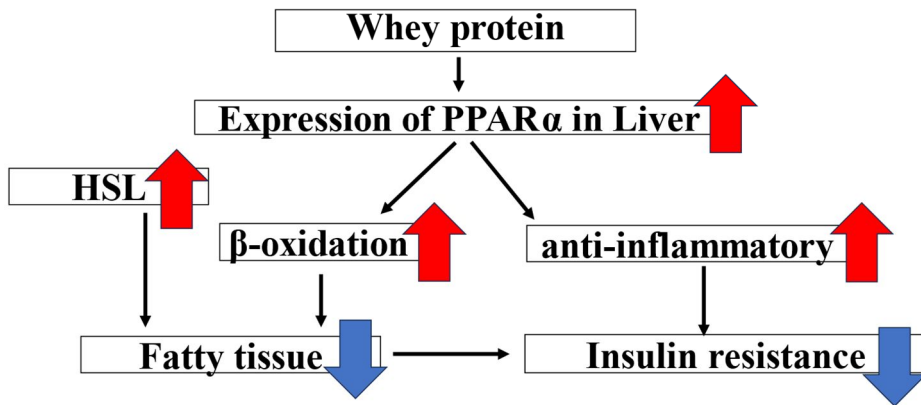 Whey protein
Expression of PPARα in Liver
HSL
β-oxidation
anti-inflammatory
Fatty tissue
Insulin resistance